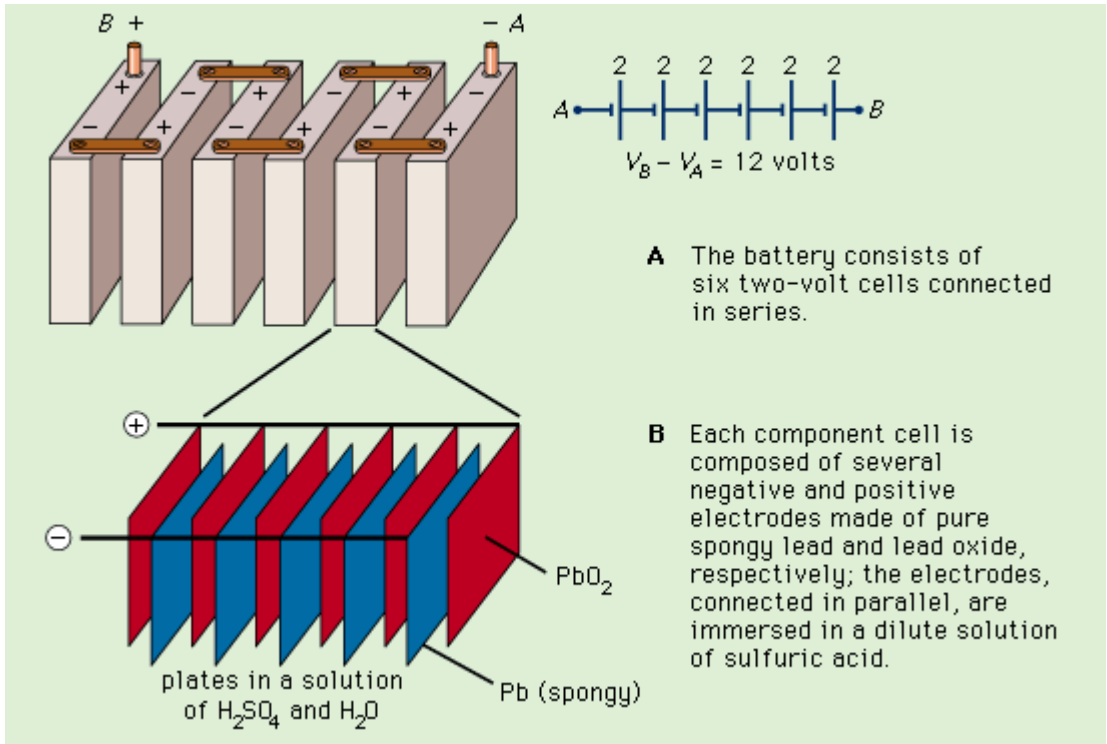 B +
− A
+ − + − + −
− + − + − +
2 2 2 2 2 2
A B
V_B − V_A = 12 volts
A The battery consists of
six two-volt cells connected
in series.
+
−
B Each component cell is
composed of several
negative and positive
electrodes made of pure
spongy lead and lead oxide,
respectively; the electrodes,
connected in parallel, are
immersed in a dilute solution
of sulfuric acid.
PbO₂
Pb (spongy)
plates in a solution
of H₂SO₄ and H₂O